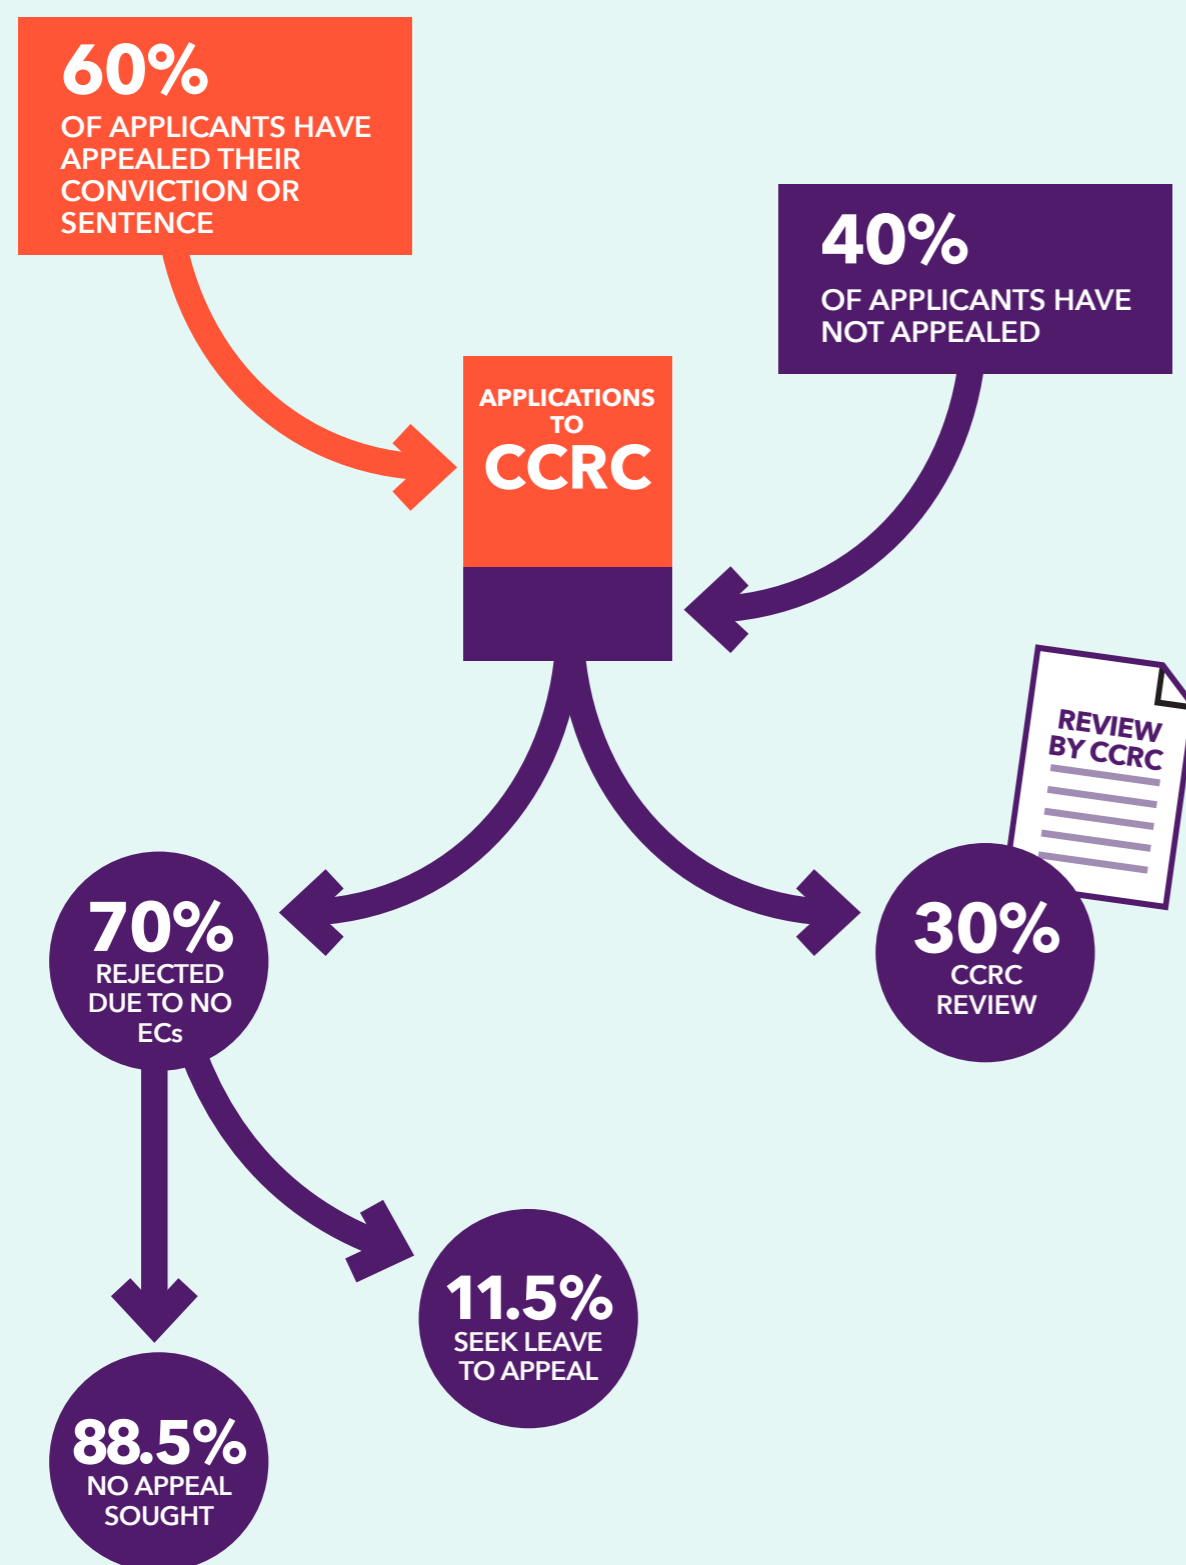 60%
OF APPLICANTS HAVE
APPEALED THEIR
CONVICTION OR
SENTENCE
40%
OF APPLICANTS HAVE
NOT APPEALED
APPLICATIONS
TO
CCRC
REVIEW
BY CCRC
70%
REJECTED
DUE TO NO
ECs
30%
CCRC
REVIEW
11.5%
SEEK LEAVE
TO APPEAL
88.5%
NO APPEAL
SOUGHT